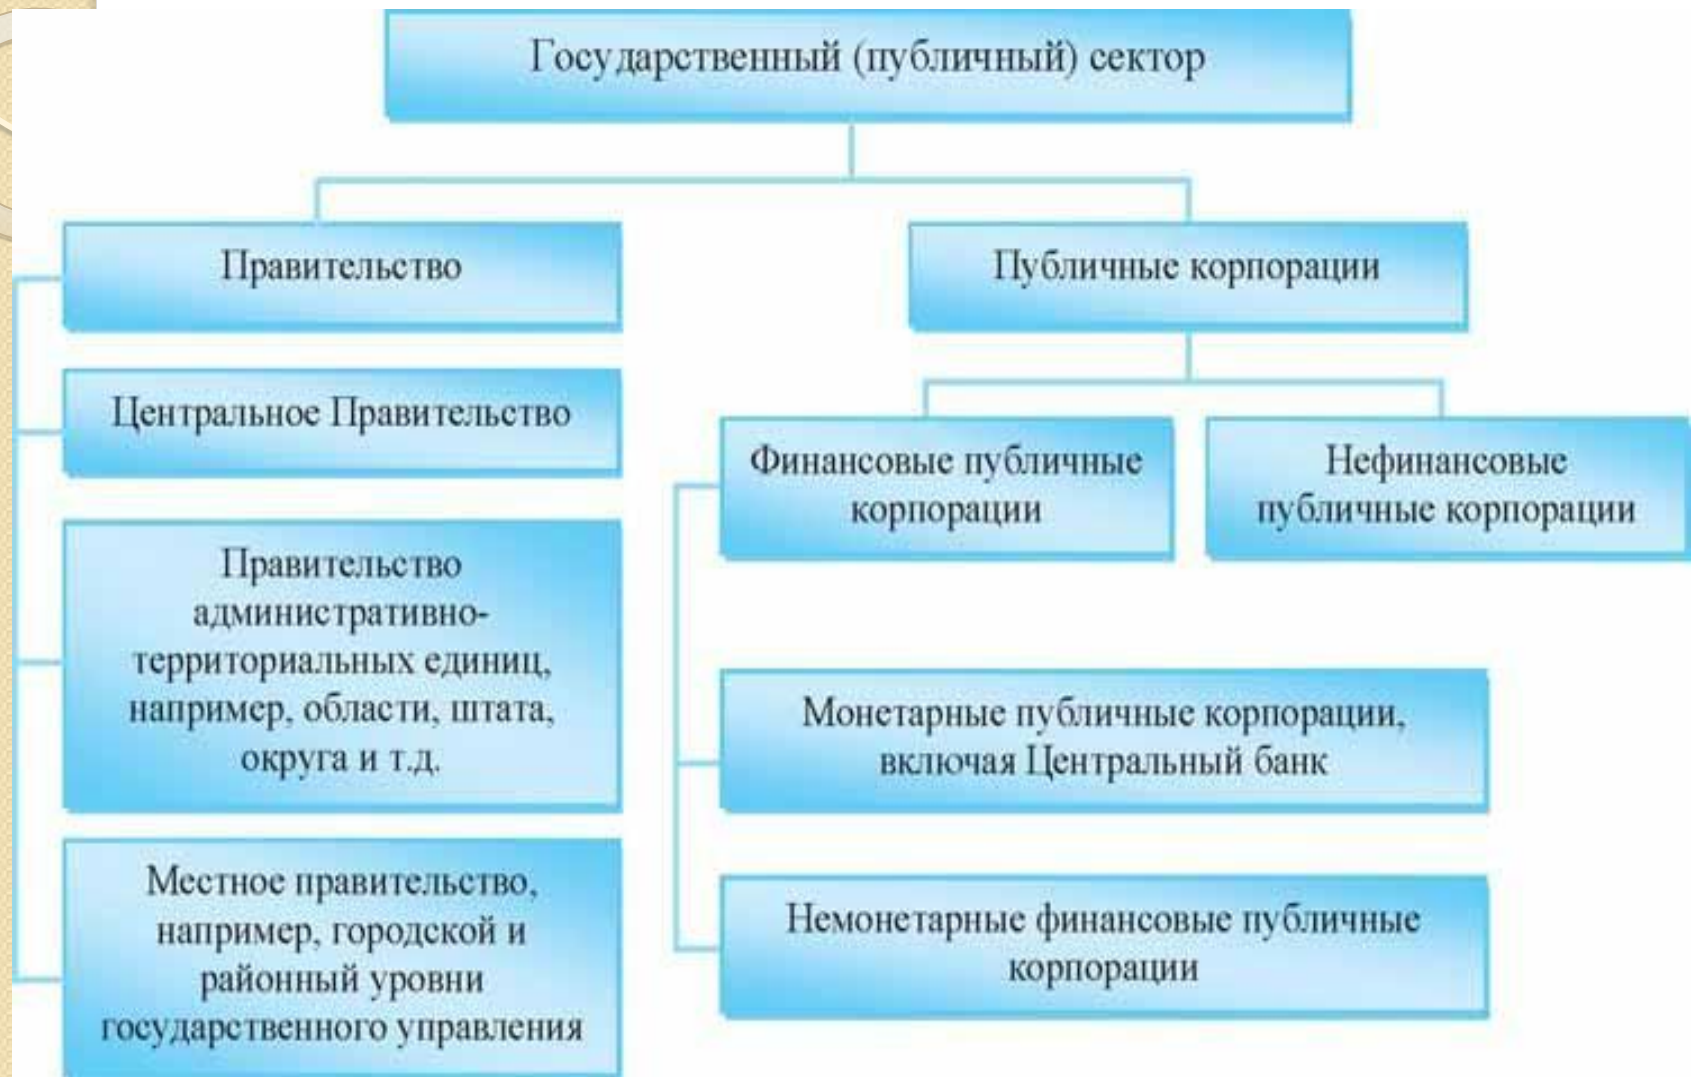 Государственный (публичный) сектор
Правительство
Публичные корпорации
Центральное Правительство
Финансовые публичные
корпорации
Нефинансовые
публичные корпорации
Правительство
административно-
территориальных единиц,
например, области, штата,
округа и т.д.
Монетарные публичные корпорации,
включая Центральный банк
Местное правительство,
например, городской и
районный уровни
государственного управления
Немонетарные финансовые публичные
корпорации